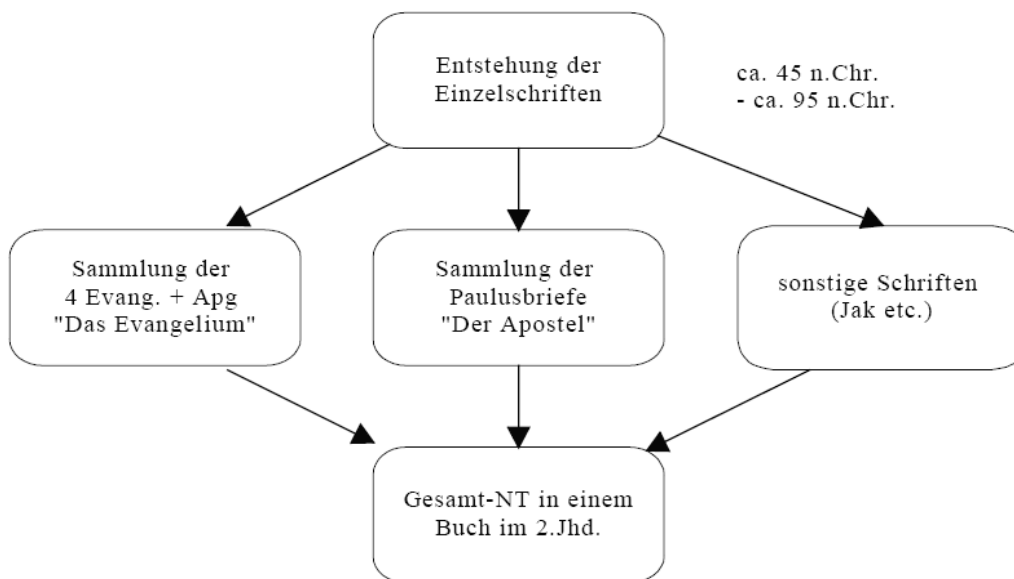 Entstehung der
Einzelschriften
ca. 45 n.Chr.
- ca. 95 n.Chr.
Sammlung der
4 Evang. + Apg
"Das Evangelium"
Sammlung der
Paulusbriefe
"Der Apostel"
sonstige Schriften
(Jak etc.)
Gesamt-NT in einem
Buch im 2.Jhd.